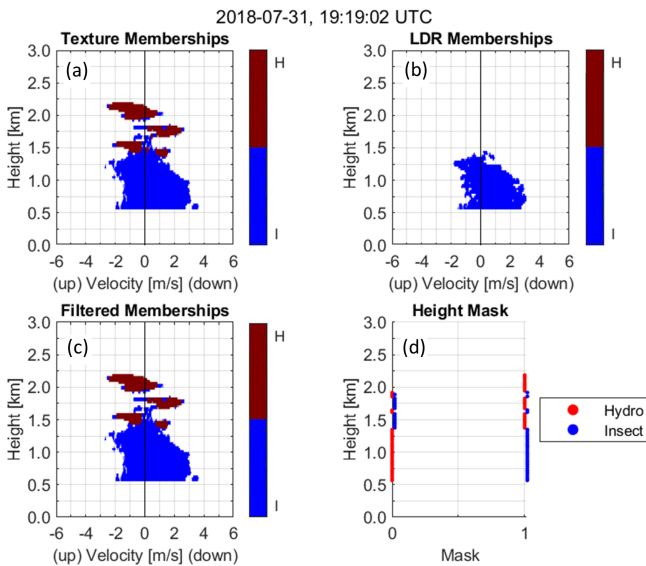 2018-07-31, 19:19:02 UTC
Texture Memberships
(a)
H
I
3.0
2.5
2.0
1.5
1.0
0.5
0.0
Height [km]
-6 -4 -2 0 2 4 6
(up) Velocity [m/s] (down)
LDR Memberships
(b)
H
I
3.0
2.5
2.0
1.5
1.0
0.5
0.0
Height [km]
-6 -4 -2 0 2 4 6
(up) Velocity [m/s] (down)
Filtered Memberships
(c)
H
I
3.0
2.5
2.0
1.5
1.0
0.5
0.0
Height [km]
-6 -4 -2 0 2 4 6
(up) Velocity [m/s] (down)
Height Mask
(d)
3.0
2.5
2.0
1.5
1.0
0.5
0.0
Height [km]
0 1
Mask
Hydro
Insect